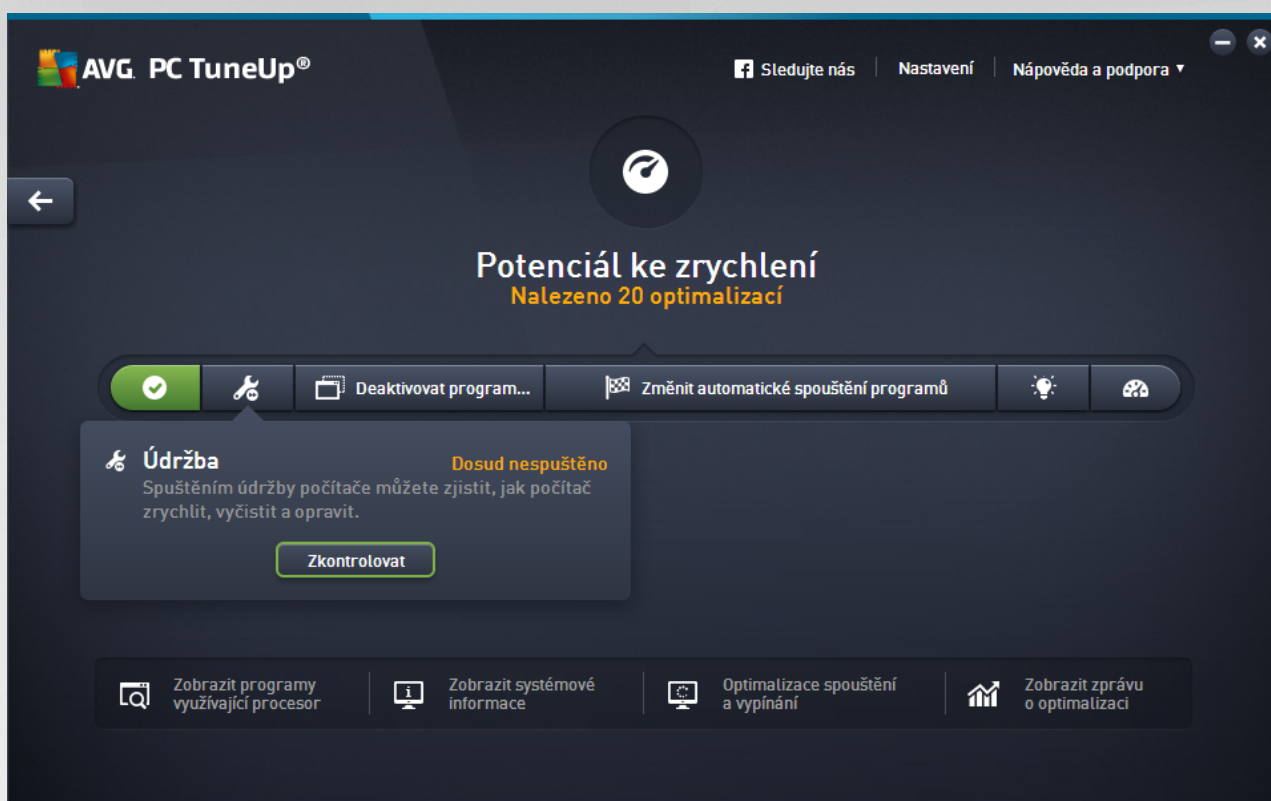 AVG. PC TuneUp®
Sledujte nás
Nastavení
Nápověda a podpora
Potenciál ke zrychlení
Nalezeno 20 optimalizací
Deaktivovat program...
Změnit automatické spouštění programů
Údržba
Dosud nespuštěno
Spuštěním údržby počítače můžete zjistit, jak počítač
zrychlit, vyčistit a opravit.
Zkontrolovat
Zobrazit programy
využívající procesor
Zobrazit systémové
informace
Optimalizace spouštění
a vypínání
Zobrazit zprávu
o optimalizaci